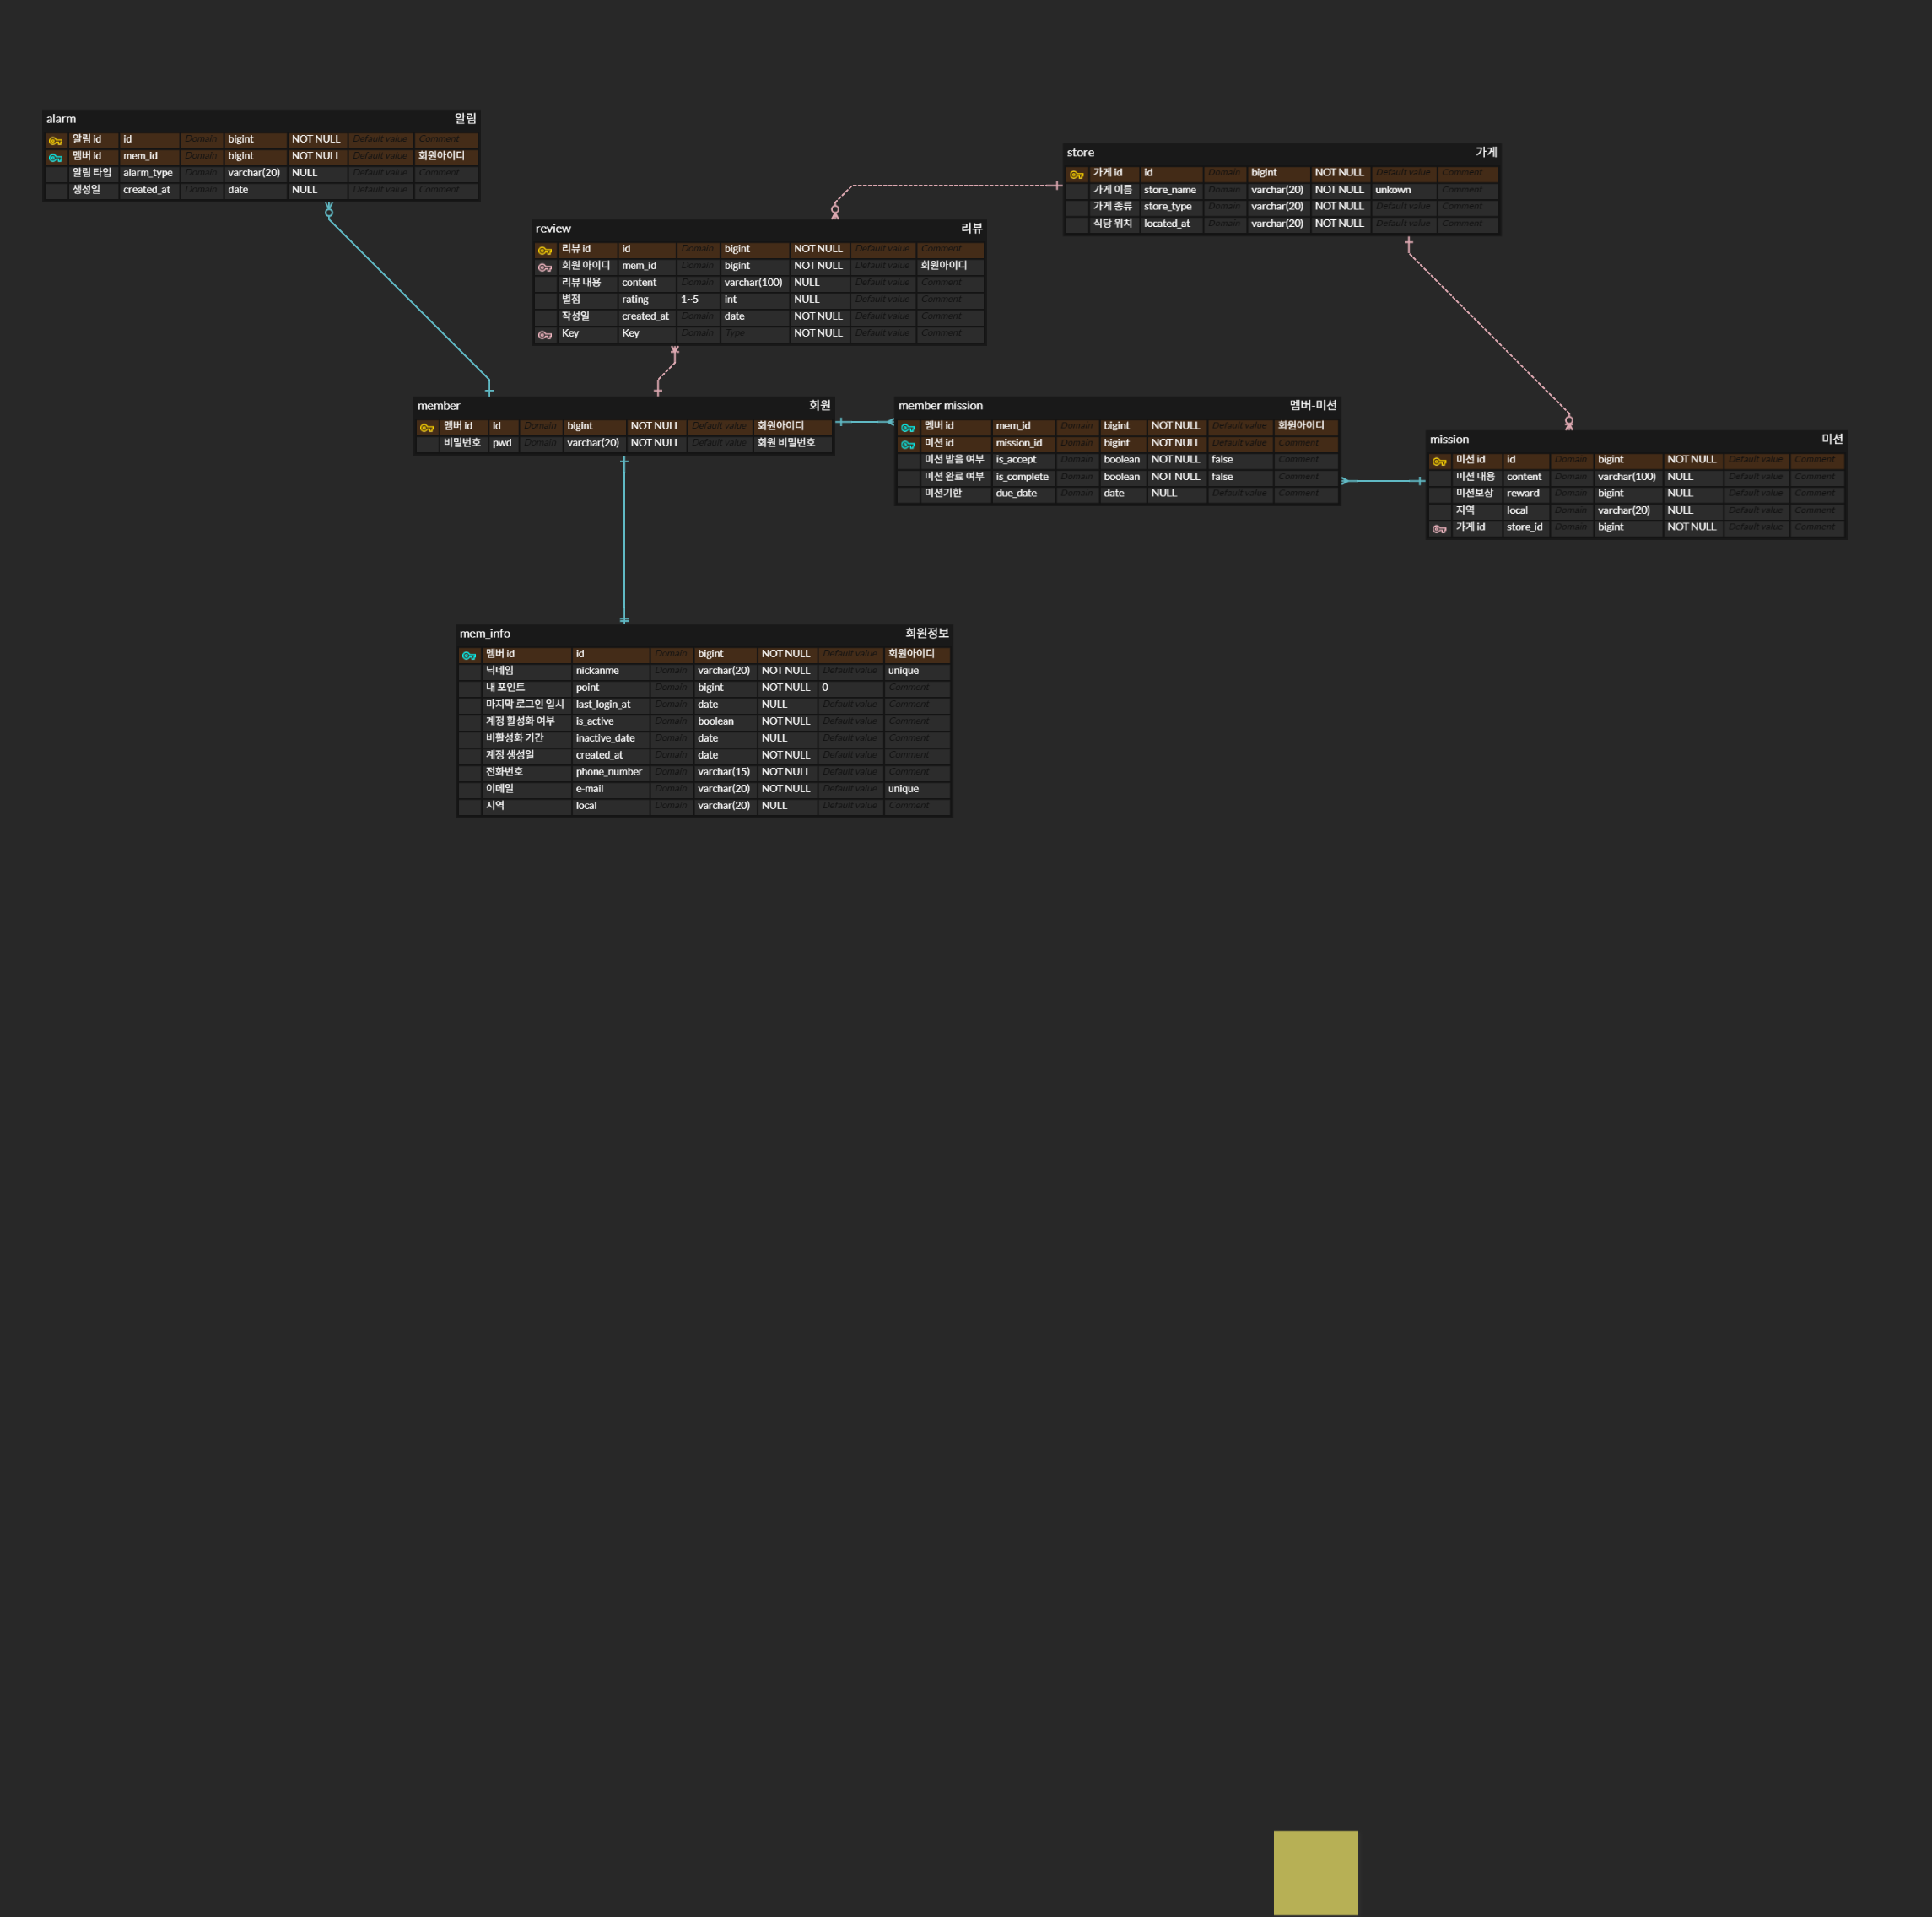 alarm 알림
알림 id id Domain bigint NOT NULL Default value Comment
멤버 id mem_id Domain bigint NOT NULL Default value 회원아이디
알림 타입 alarm_type Domain varchar(20) NULL Default value Comment
생성일 created_at Domain date NULL Default value Comment
store 가게
가게 id id Domain bigint NOT NULL Default value Comment
가게 이름 store_name Domain varchar(20) NOT NULL unkown Comment
가게 종류 store_type Domain varchar(20) NOT NULL Default value Comment
식당 위치 located_at Domain varchar(20) NOT NULL Default value Comment
review 리뷰
리뷰 id id Domain bigint NOT NULL Default value Comment
회원 아이디 mem_id Domain bigint NOT NULL Default value 회원아이디
리뷰 내용 content Domain varchar(100) NULL Default value Comment
별점 rating 1~5 int NULL Default value Comment
작성일 created_at Domain date NOT NULL Default value Comment
Key Key Domain Type NOT NULL Default value Comment
member 회원
멤버 id id Domain bigint NOT NULL Default value 회원아이디
비밀번호 pwd Domain varchar(20) NOT NULL Default value 회원 비밀번호
member mission 멤버-미션
멤버 id mem_id Domain bigint NOT NULL Default value 회원아이디
미션 id mission_id Domain bigint NOT NULL Default value Comment
미션 받음 여부 is_accept Domain boolean NOT NULL false Comment
미션 완료 여부 is_complete Domain boolean NOT NULL false Comment
미션기한 due_date Domain date NULL Default value Comment
mission 미션
미션 id id Domain bigint NOT NULL Default value Comment
미션 내용 content Domain varchar(100) NULL Default value Comment
미션보상 reward Domain bigint NULL Default value Comment
지역 local Domain varchar(20) NULL Default value Comment
가게 id store_id Domain bigint NOT NULL Default value Comment
mem_info 회원정보
멤버 id id Domain bigint NOT NULL Default value 회원아이디
닉네임 nickanme Domain varchar(20) NOT NULL Default value unique
내 포인트 point Domain bigint NOT NULL 0 Comment
마지막 로그인 일시 last_login_at Domain date NULL Default value Comment
계정 활성화 여부 is_active Domain boolean NOT NULL Default value Comment
비활성화 기간 inactive_date Domain date NULL Default value Comment
계정 생성일 created_at Domain date NOT NULL Default value Comment
전화번호 phone_number Domain varchar(15) NOT NULL Default value Comment
이메일 e-mail Domain varchar(20) NOT NULL Default value unique
지역 local Domain varchar(20) NULL Default value Comment